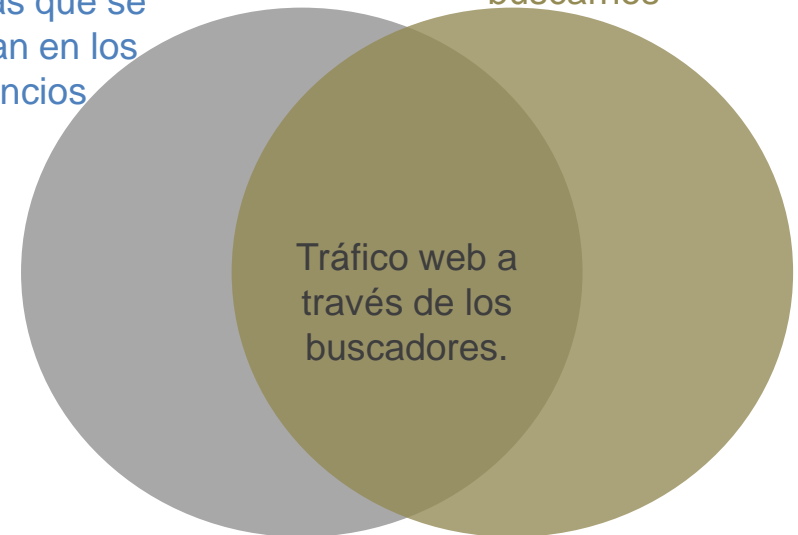 as que se
an en los
ncios
buscamos
Tráfico web a
través de los
buscadores.